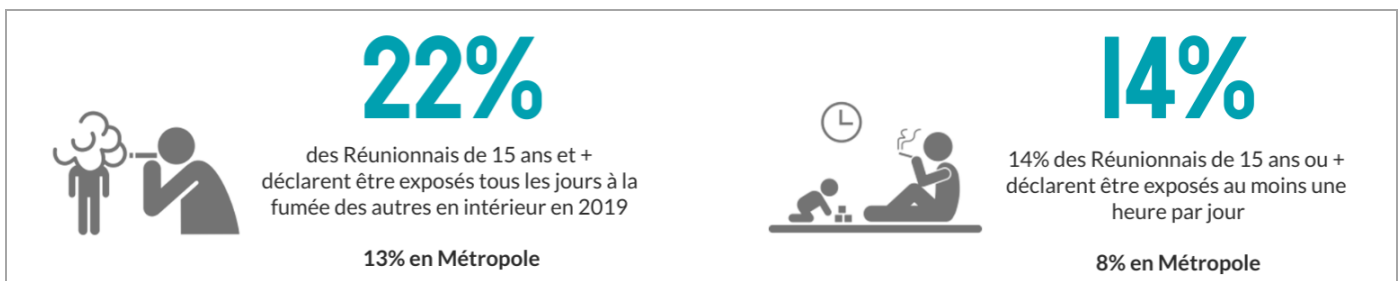 22%
des Réunionnais de 15 ans et +
déclarent être exposés tous les jours à la
fumée des autres en intérieur en 2019
13% en Métropole
14%
14% des Réunionnais de 15 ans ou +
déclarent être exposés au moins une
heure par jour
8% en Métropole